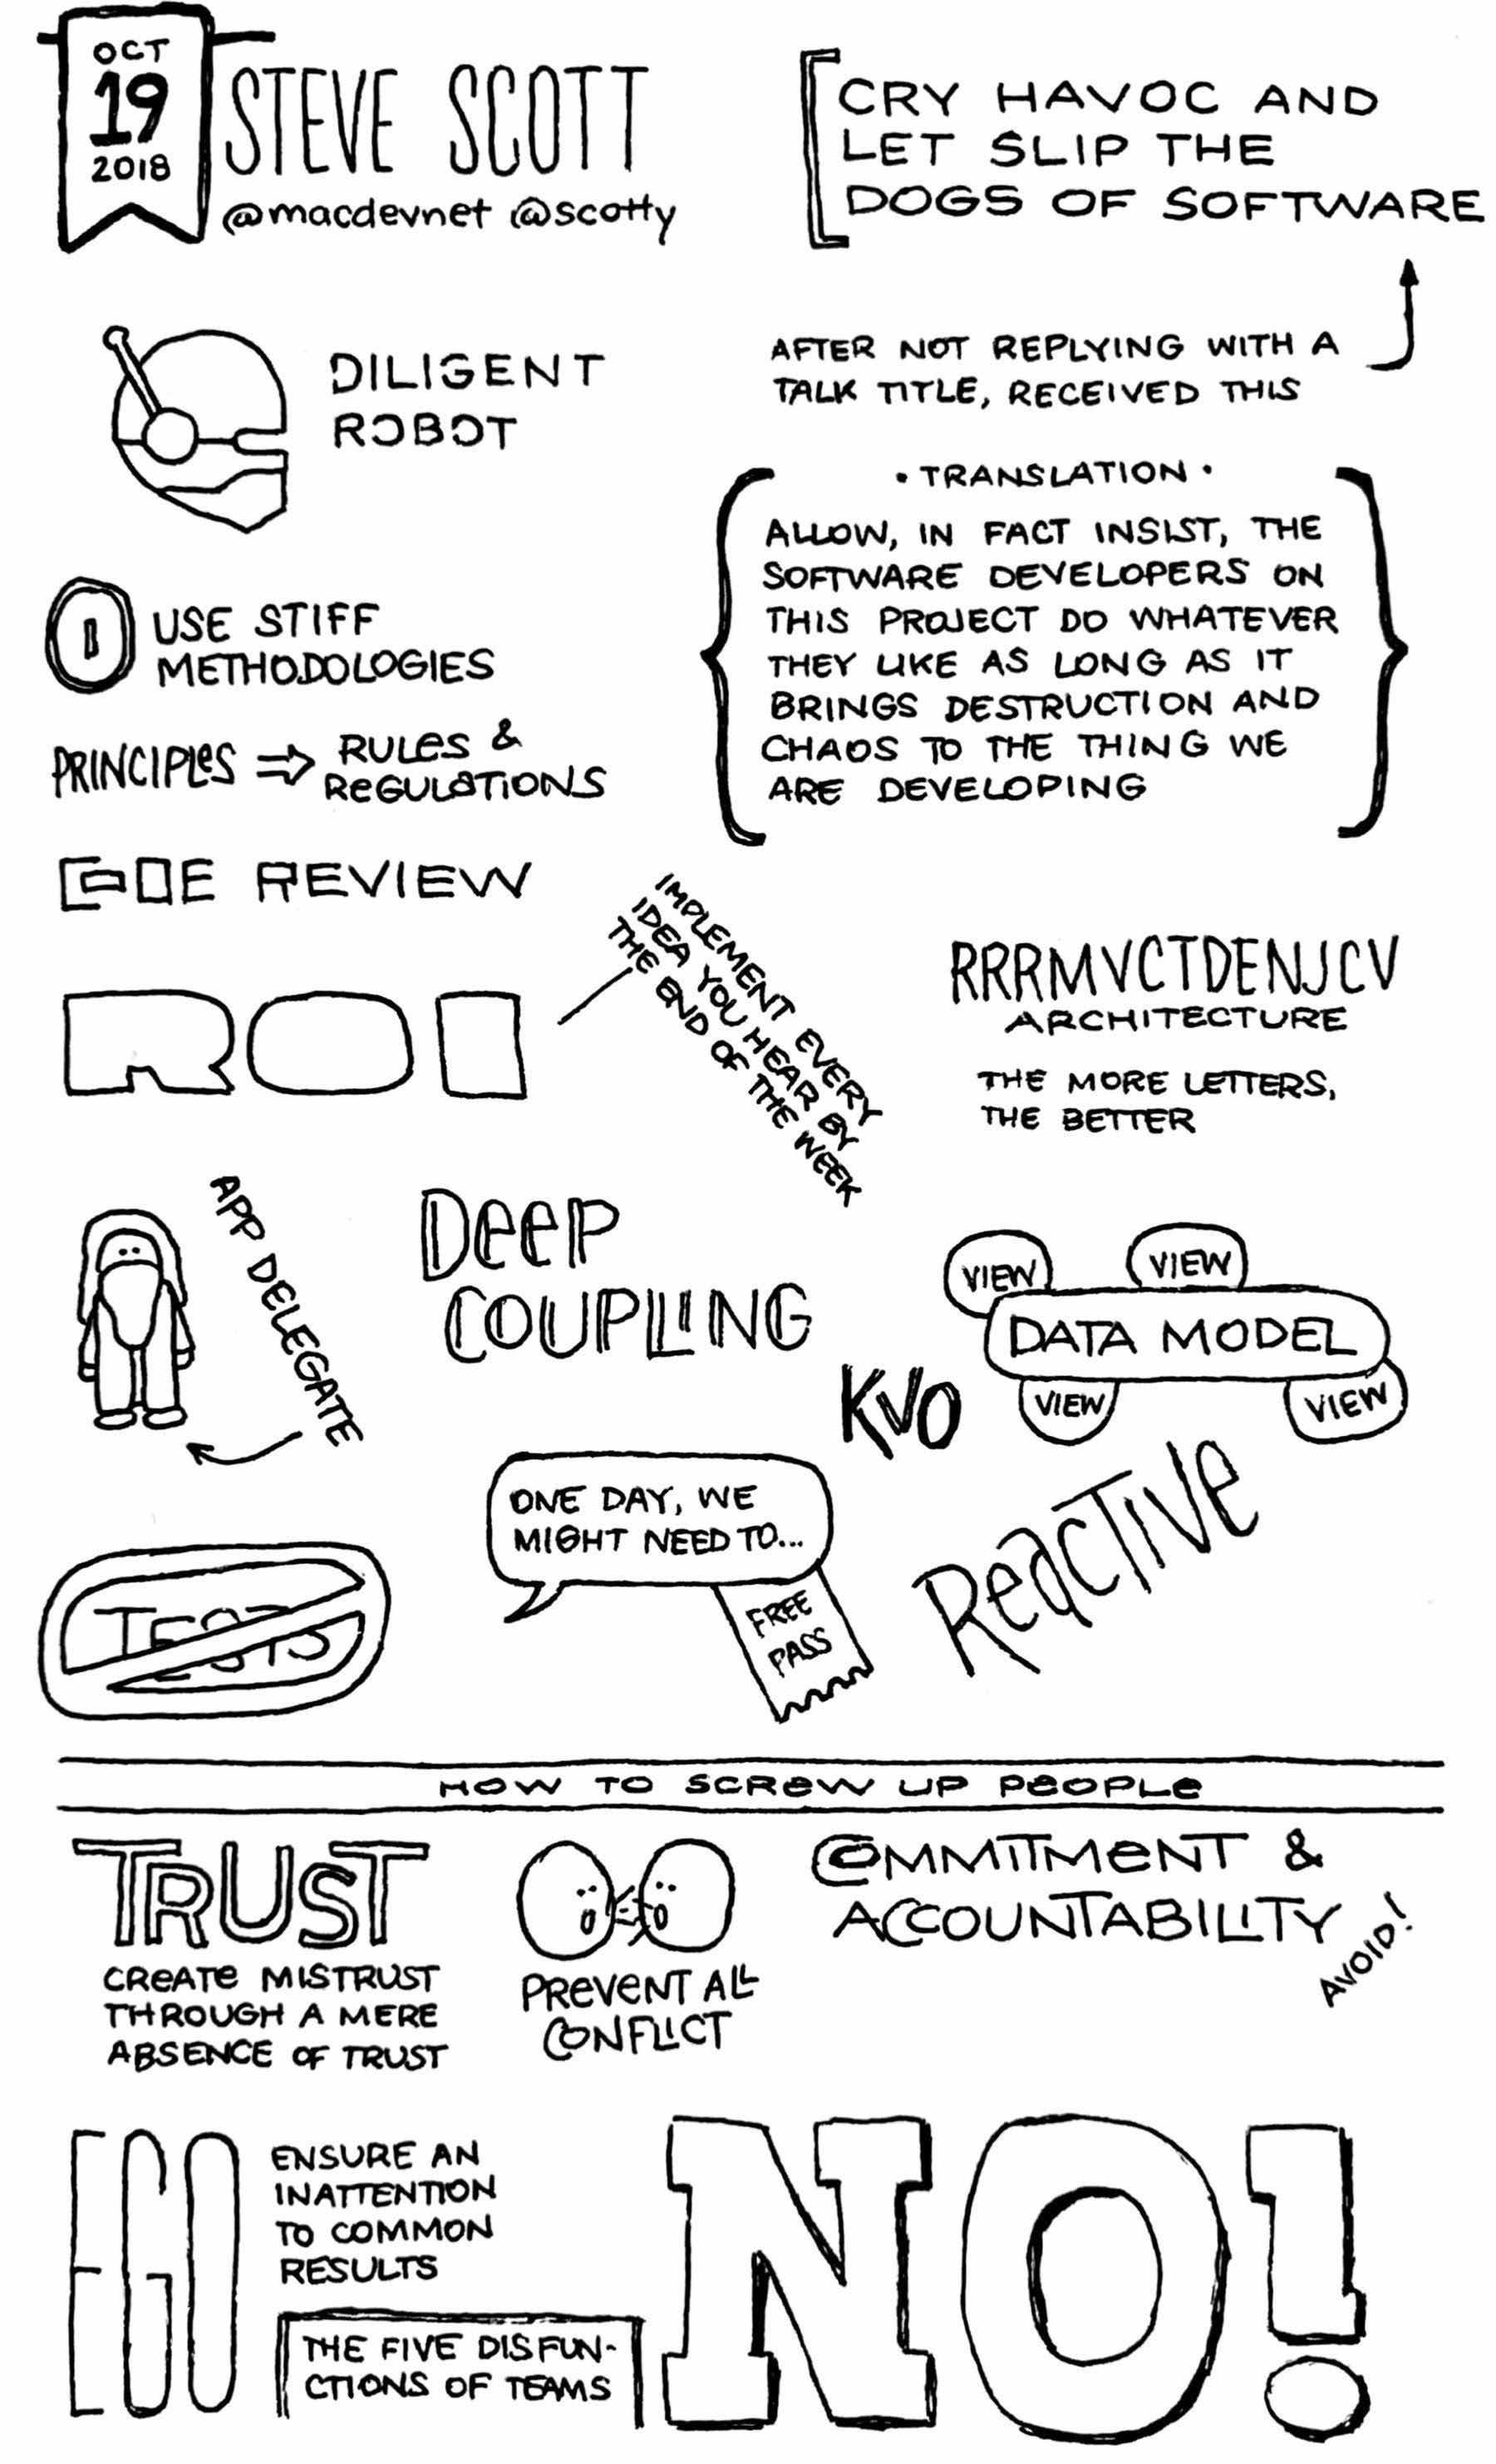 OCT
19
2018
STEVE SCOTT
@macdevnet @scotty
CRY HAVOC AND
LET SLIP THE
DOGS OF SOFTWARE
AFTER NOT REPLYING WITH A
TALK TITLE, RECEIVED THIS
DILIGENT
ROBOT
• TRANSLATION •
ALLOW, IN FACT INSIST, THE
SOFTWARE DEVELOPERS ON
THIS PROJECT DO WHATEVER
THEY LIKE AS LONG AS IT
BRINGS DESTRUCTION AND
CHAOS TO THE THING WE
ARE DEVELOPING
1
USE STIFF
METHODOLOGIES
PRINCIPLeS ⇒ RULeS &
ReGULaTiONS
CODE REVIEW
ROI
IMPLEMENT EVERY
IDEA YOU HEAR BY
THE END OF THE WEEK
RRRMVCTDENJCV
ARCHITECTURE
THE MORE LETTERS,
THE BETTER
APP DELEGATE
DeeP
COUPLING
VIEW
VIEW
DATA MODEL
VIEW
VIEW
KVO
ReacTiVe
ONE DAY, WE
MIGHT NEED TO...
FREE
PASS
TESTS
HOW TO SCReW UP PeOPLe
TRUST
CReATe MISTRUST
THROUGH A MERE
ABSENCE OF TRUST
PReVeNT ALL
CONFLICT
COMMITMeNT &
ACCOUNTABILITY
AVOID!
EGO
ENSURE AN
INATTENTION
TO COMMON
RESULTS
THE FIVE DISFUN-
CTIONS OF TEAMS
NO!